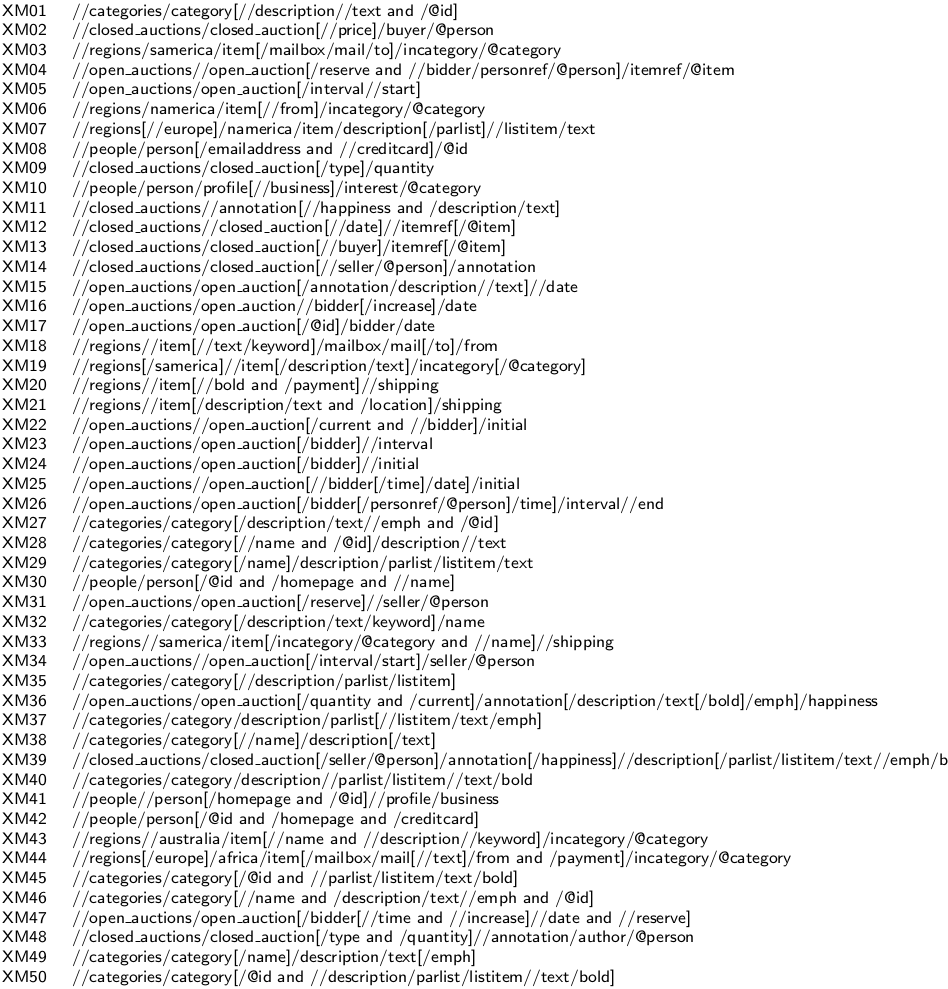 XM01 //categories/category[//description//text and /@id]
XM02 //closed_auctions/closed_auction[//price]/buyer/@person
XM03 //regions/samerica/item[/mailbox/mail/to]/incategory/@category
XM04 //open_auctions//open_auction[/reserve and //bidder/personref/@person]/itemref/@item
XM05 //open_auctions/open_auction[/interval//start]
XM06 //regions/namerica/item[//from]/incategory/@category
XM07 //regions[//europe]/namerica/item/description[/parlist]//listitem/text
XM08 //people/person[/emailaddress and //creditcard]/@id
XM09 //closed_auctions/closed_auction[/type]/quantity
XM10 //people/person/profile[//business]/interest/@category
XM11 //closed_auctions//annotation[//happiness and /description/text]
XM12 //closed_auctions//closed_auction[//date]//itemref[/@item]
XM13 //closed_auctions/closed_auction[//buyer]/itemref[/@item]
XM14 //closed_auctions/closed_auction[//seller/@person]/annotation
XM15 //open_auctions/open_auction[/annotation/description//text]//date
XM16 //open_auctions/open_auction//bidder[/increase]/date
XM17 //open_auctions/open_auction[/@id]/bidder/date
XM18 //regions//item[//text/keyword]/mailbox/mail[/to]/from
XM19 //regions[/samerica]//item[/description/text]/incategory[/@category]
XM20 //regions//item[//bold and /payment]//shipping
XM21 //regions//item[/description/text and /location]/shipping
XM22 //open_auctions//open_auction[/current and //bidder]/initial
XM23 //open_auctions/open_auction[/bidder]//interval
XM24 //open_auctions/open_auction[/bidder]//initial
XM25 //open_auctions//open_auction[//bidder[/time]/date]/initial
XM26 //open_auctions/open_auction[/bidder[/personref/@person]/time]/interval//end
XM27 //categories/category[/description/text//emph and /@id]
XM28 //categories/category[//name and /@id]/description//text
XM29 //categories/category[/name]/description/parlist/listitem/text
XM30 //people/person[/@id and /homepage and //name]
XM31 //open_auctions/open_auction[/reserve]//seller/@person
XM32 //categories/category[/description/text/keyword]/name
XM33 //regions//samerica/item[/incategory/@category and //name]//shipping
XM34 //open_auctions//open_auction[/interval/start]/seller/@person
XM35 //categories/category[//description/parlist/listitem]
XM36 //open_auctions/open_auction[/quantity and /current]/annotation[/description/text[/bold]/emph]/happiness
XM37 //categories/category/description/parlist[//listitem/text/emph]
XM38 //categories/category[//name]/description[/text]
XM39 //closed_auctions/closed_auction[/seller/@person]/annotation[/happiness]//description[/parlist/listitem/text//emph/b
XM40 //categories/category/description//parlist/listitem//text/bold
XM41 //people//person[/homepage and /@id]//profile/business
XM42 //people/person[/@id and /homepage and /creditcard]
XM43 //regions//australia/item[//name and //description//keyword]/incategory/@category
XM44 //regions[/europe]/africa/item[/mailbox/mail[//text]/from and /payment]/incategory/@category
XM45 //categories/category[/@id and //parlist/listitem/text/bold]
XM46 //categories/category[//name and /description/text//emph and /@id]
XM47 //open_auctions/open_auction[/bidder[//time and //increase]//date and //reserve]
XM48 //closed_auctions/closed_auction[/type and /quantity]//annotation/author/@person
XM49 //categories/category[/name]/description/text[/emph]
XM50 //categories/category[/@id and //description/parlist/listitem//text/bold]